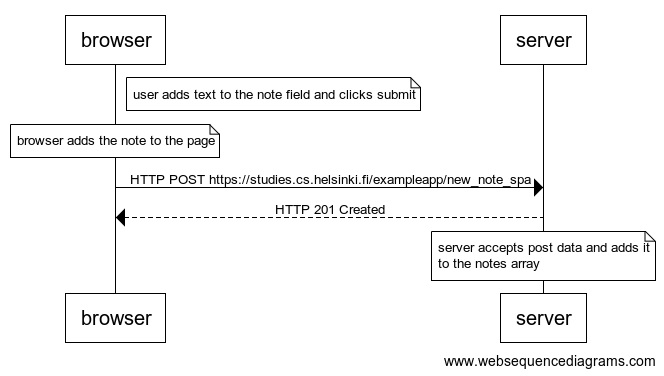 browser
server
user adds text to the note field and clicks submit
browser adds the note to the page
HTTP POST https://studies.cs.helsinki.fi/exampleapp/new_note_spa
HTTP 201 Created
server accepts post data and adds it
to the notes array
browser
server
www.websequencediagrams.com